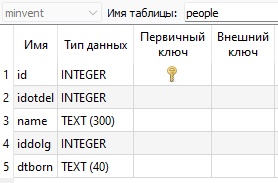 minvent Имя таблицы: people
Имя Тип данных Первичный ключ Внешний ключ
1 id INTEGER
2 idotdel INTEGER
3 name TEXT (300)
4 iddolg INTEGER
5 dtborn TEXT (40)